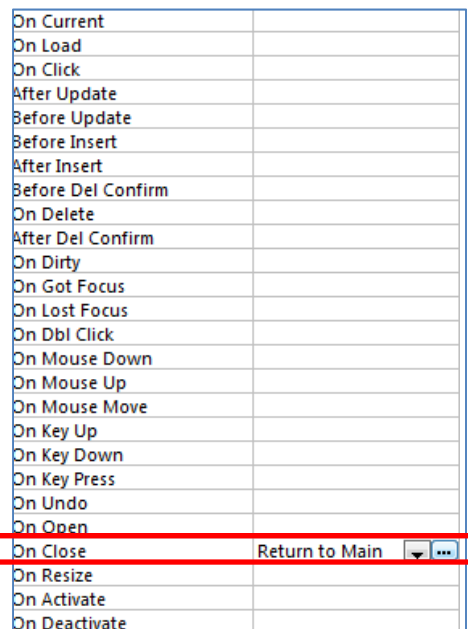 On Current
On Load
On Click
After Update
Before Update
Before Insert
After Insert
Before Del Confirm
On Delete
After Del Confirm
On Dirty
On Got Focus
On Lost Focus
On Dbl Click
On Mouse Down
On Mouse Up
On Mouse Move
On Key Up
On Key Down
On Key Press
On Undo
On Open
On Close Return to Main ...
On Resize
On Activate
On Deactivate